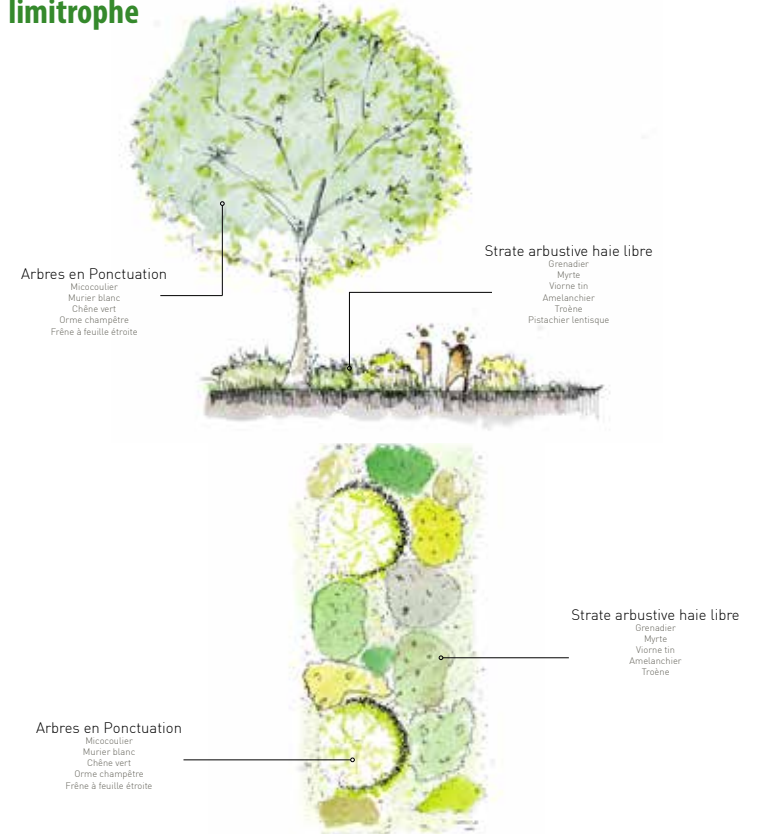 limitrophe
Strate arbustive haie libre
Grenadier
Myrte
Viorne tin
Amelanchier
Troène
Pistachier lentisque
Arbres en Ponctuation
Micocoulier
Murier blanc
Chêne vert
Orme champêtre
Frêne à feuille étroite
Strate arbustive haie libre
Grenadier
Myrte
Viorne tin
Amelanchier
Troène
Arbres en Ponctuation
Micocoulier
Murier blanc
Chêne vert
Orme champêtre
Frêne à feuille étroite